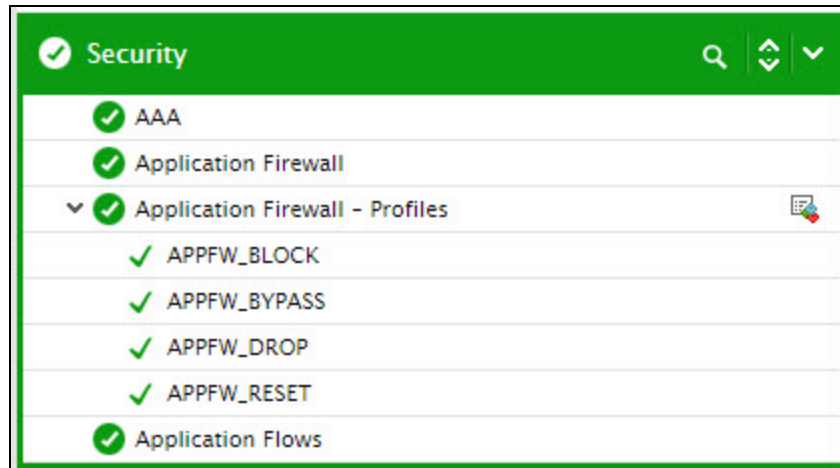 Security
AAA
Application Firewall
Application Firewall - Profiles
APPFW_BLOCK
APPFW_BYPASS
APPFW_DROP
APPFW_RESET
Application Flows